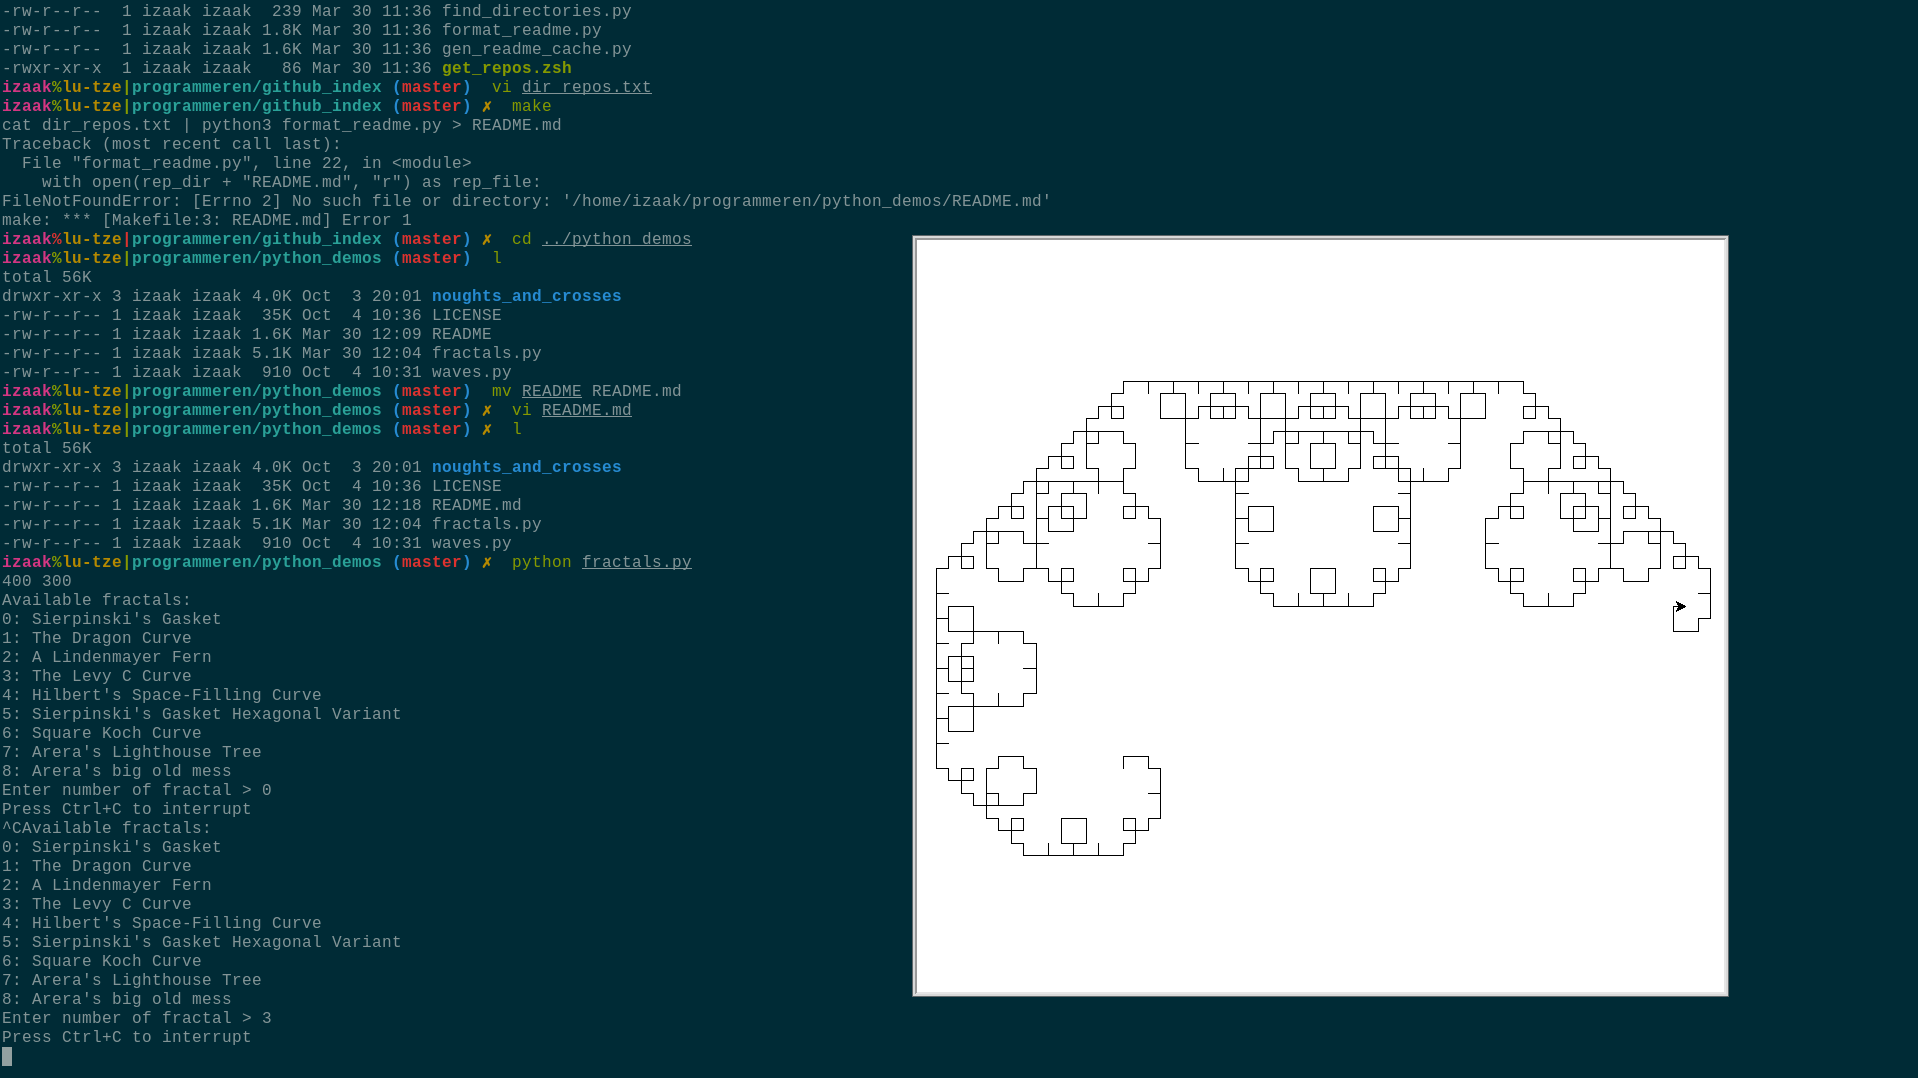 -rw-r--r--  1 izaak izaak  239 Mar 30 11:36 find_directories.py
-rw-r--r--  1 izaak izaak 1.8K Mar 30 11:36 format_readme.py
-rw-r--r--  1 izaak izaak 1.6K Mar 30 11:36 gen_readme_cache.py
-rwxr-xr-x  1 izaak izaak   86 Mar 30 11:36 get_repos.zsh
izaak%lu-tze|programmeren/github_index (master)  vi dir_repos.txt
izaak%lu-tze|programmeren/github_index (master) ✗  make
cat dir_repos.txt | python3 format_readme.py > README.md
Traceback (most recent call last):
  File "format_readme.py", line 22, in <module>
    with open(rep_dir + "README.md", "r") as rep_file:
FileNotFoundError: [Errno 2] No such file or directory: '/home/izaak/programmeren/python_demos/README.md'
make: *** [Makefile:3: README.md] Error 1
izaak%lu-tze|programmeren/github_index (master) ✗  cd ../python_demos
izaak%lu-tze|programmeren/python_demos (master)  l
total 56K
drwxr-xr-x 3 izaak izaak 4.0K Oct  3 20:01 noughts_and_crosses
-rw-r--r-- 1 izaak izaak  35K Oct  4 10:36 LICENSE
-rw-r--r-- 1 izaak izaak 1.6K Mar 30 12:09 README
-rw-r--r-- 1 izaak izaak 5.1K Mar 30 12:04 fractals.py
-rw-r--r-- 1 izaak izaak  910 Oct  4 10:31 waves.py
izaak%lu-tze|programmeren/python_demos (master)  mv README README.md
izaak%lu-tze|programmeren/python_demos (master) ✗  vi README.md
izaak%lu-tze|programmeren/python_demos (master) ✗  l
total 56K
drwxr-xr-x 3 izaak izaak 4.0K Oct  3 20:01 noughts_and_crosses
-rw-r--r-- 1 izaak izaak  35K Oct  4 10:36 LICENSE
-rw-r--r-- 1 izaak izaak 1.6K Mar 30 12:18 README.md
-rw-r--r-- 1 izaak izaak 5.1K Mar 30 12:04 fractals.py
-rw-r--r-- 1 izaak izaak  910 Oct  4 10:31 waves.py
izaak%lu-tze|programmeren/python_demos (master) ✗  python fractals.py
400 300
Available fractals:
0: Sierpinski's Gasket
1: The Dragon Curve
2: A Lindenmayer Fern
3: The Levy C Curve
4: Hilbert's Space-Filling Curve
5: Sierpinski's Gasket Hexagonal Variant
6: Square Koch Curve
7: Arera's Lighthouse Tree
8: Arera's big old mess
Enter number of fractal > 0
Press Ctrl+C to interrupt
^CAvailable fractals:
0: Sierpinski's Gasket
1: The Dragon Curve
2: A Lindenmayer Fern
3: The Levy C Curve
4: Hilbert's Space-Filling Curve
5: Sierpinski's Gasket Hexagonal Variant
6: Square Koch Curve
7: Arera's Lighthouse Tree
8: Arera's big old mess
Enter number of fractal > 3
Press Ctrl+C to interrupt